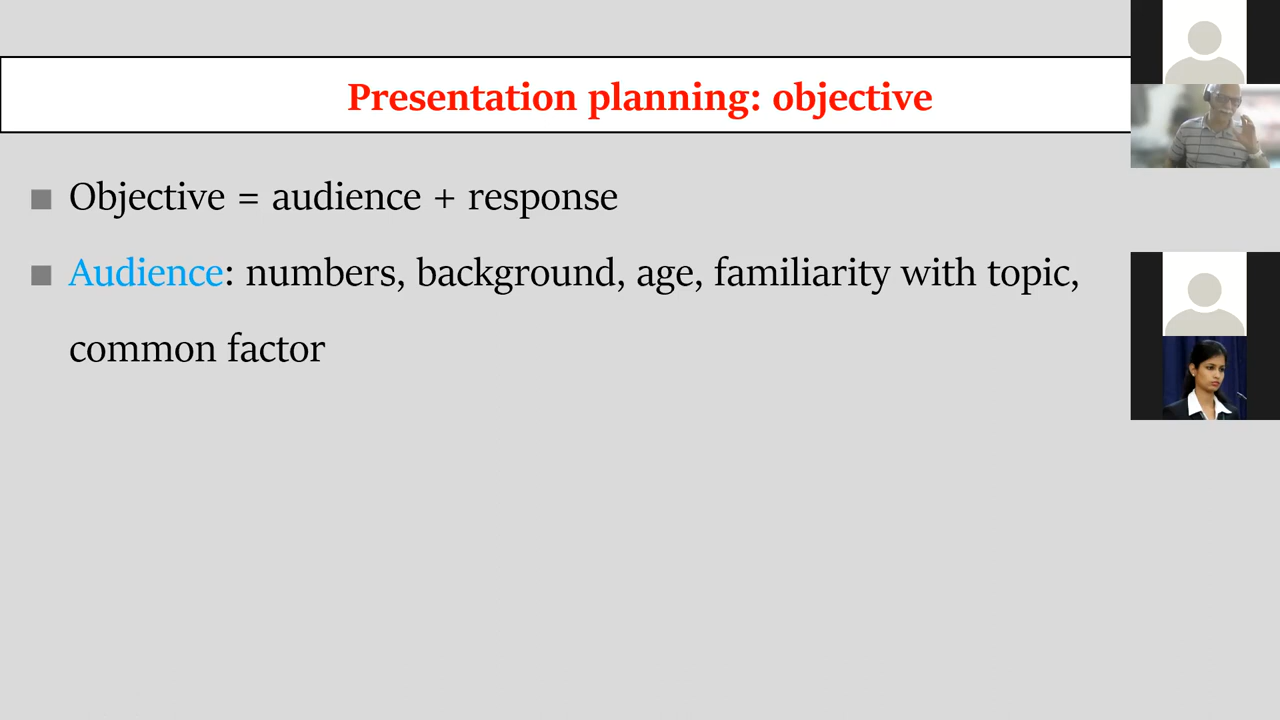 Presentation planning: objective
Objective = audience + response
Audience: numbers, background, age, familiarity with topic,
common factor